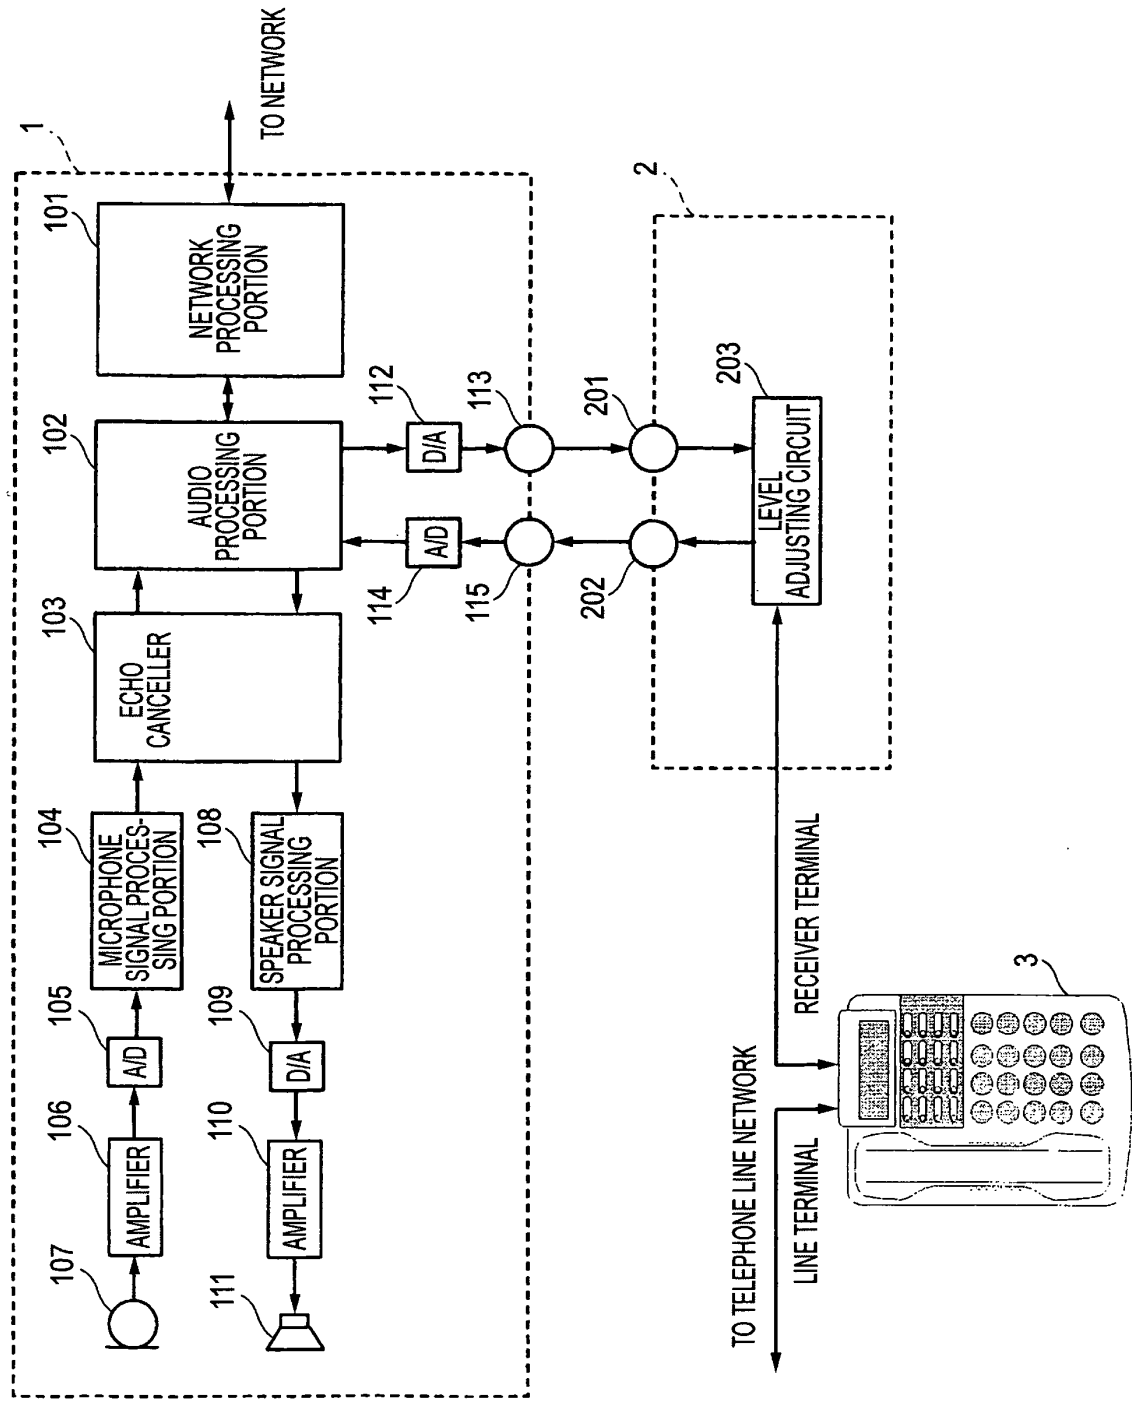 1
101
NETWORK
PROCESSING
PORTION
TO NETWORK
102
AUDIO
PROCESSING
PORTION
103
ECHO
CANCELLER
104
MICROPHONE
SIGNAL PROCES-
SING PORTION
105
A/D
106
AMPLIFIER
107
108
SPEAKER SIGNAL
PROCESSING
PORTION
109
D/A
110
AMPLIFIER
111
112
D/A
113
114
A/D
115
2
201
202
203
LEVEL
ADJUSTING CIRCUIT
RECEIVER TERMINAL
3
TO TELEPHONE LINE NETWORK
LINE TERMINAL